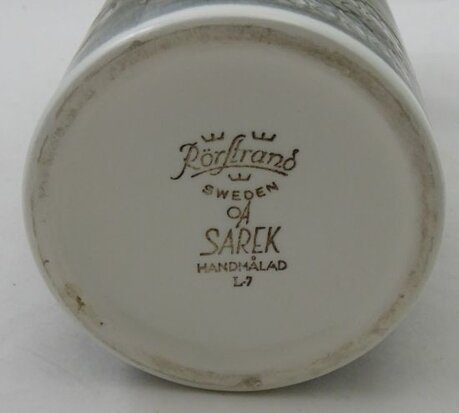 Rörstrand
SWEDEN
OA
SAREK
HANDMÅLAD
L-7